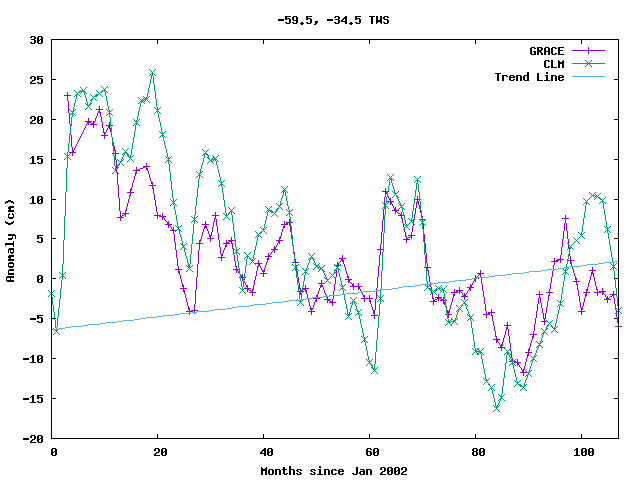 -59.5, -34.5 TWS
GRACE
CLM
Trend Line
30
25
20
15
10
5
0
-5
-10
-15
-20
Anomaly (cm)
0 20 40 60 80 100
Months since Jan 2002